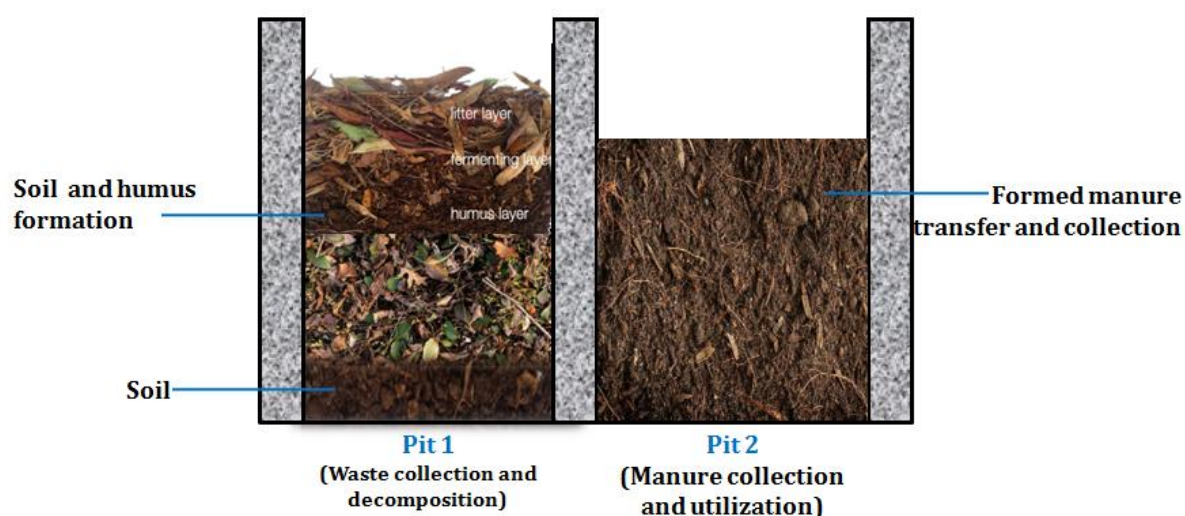 litter layer
fermenting layer
humus layer
Soil and humus
formation
Soil
Formed manure
transfer and collection
Pit 1
(Waste collection and
decomposition)
Pit 2
(Manure collection
and utilization)